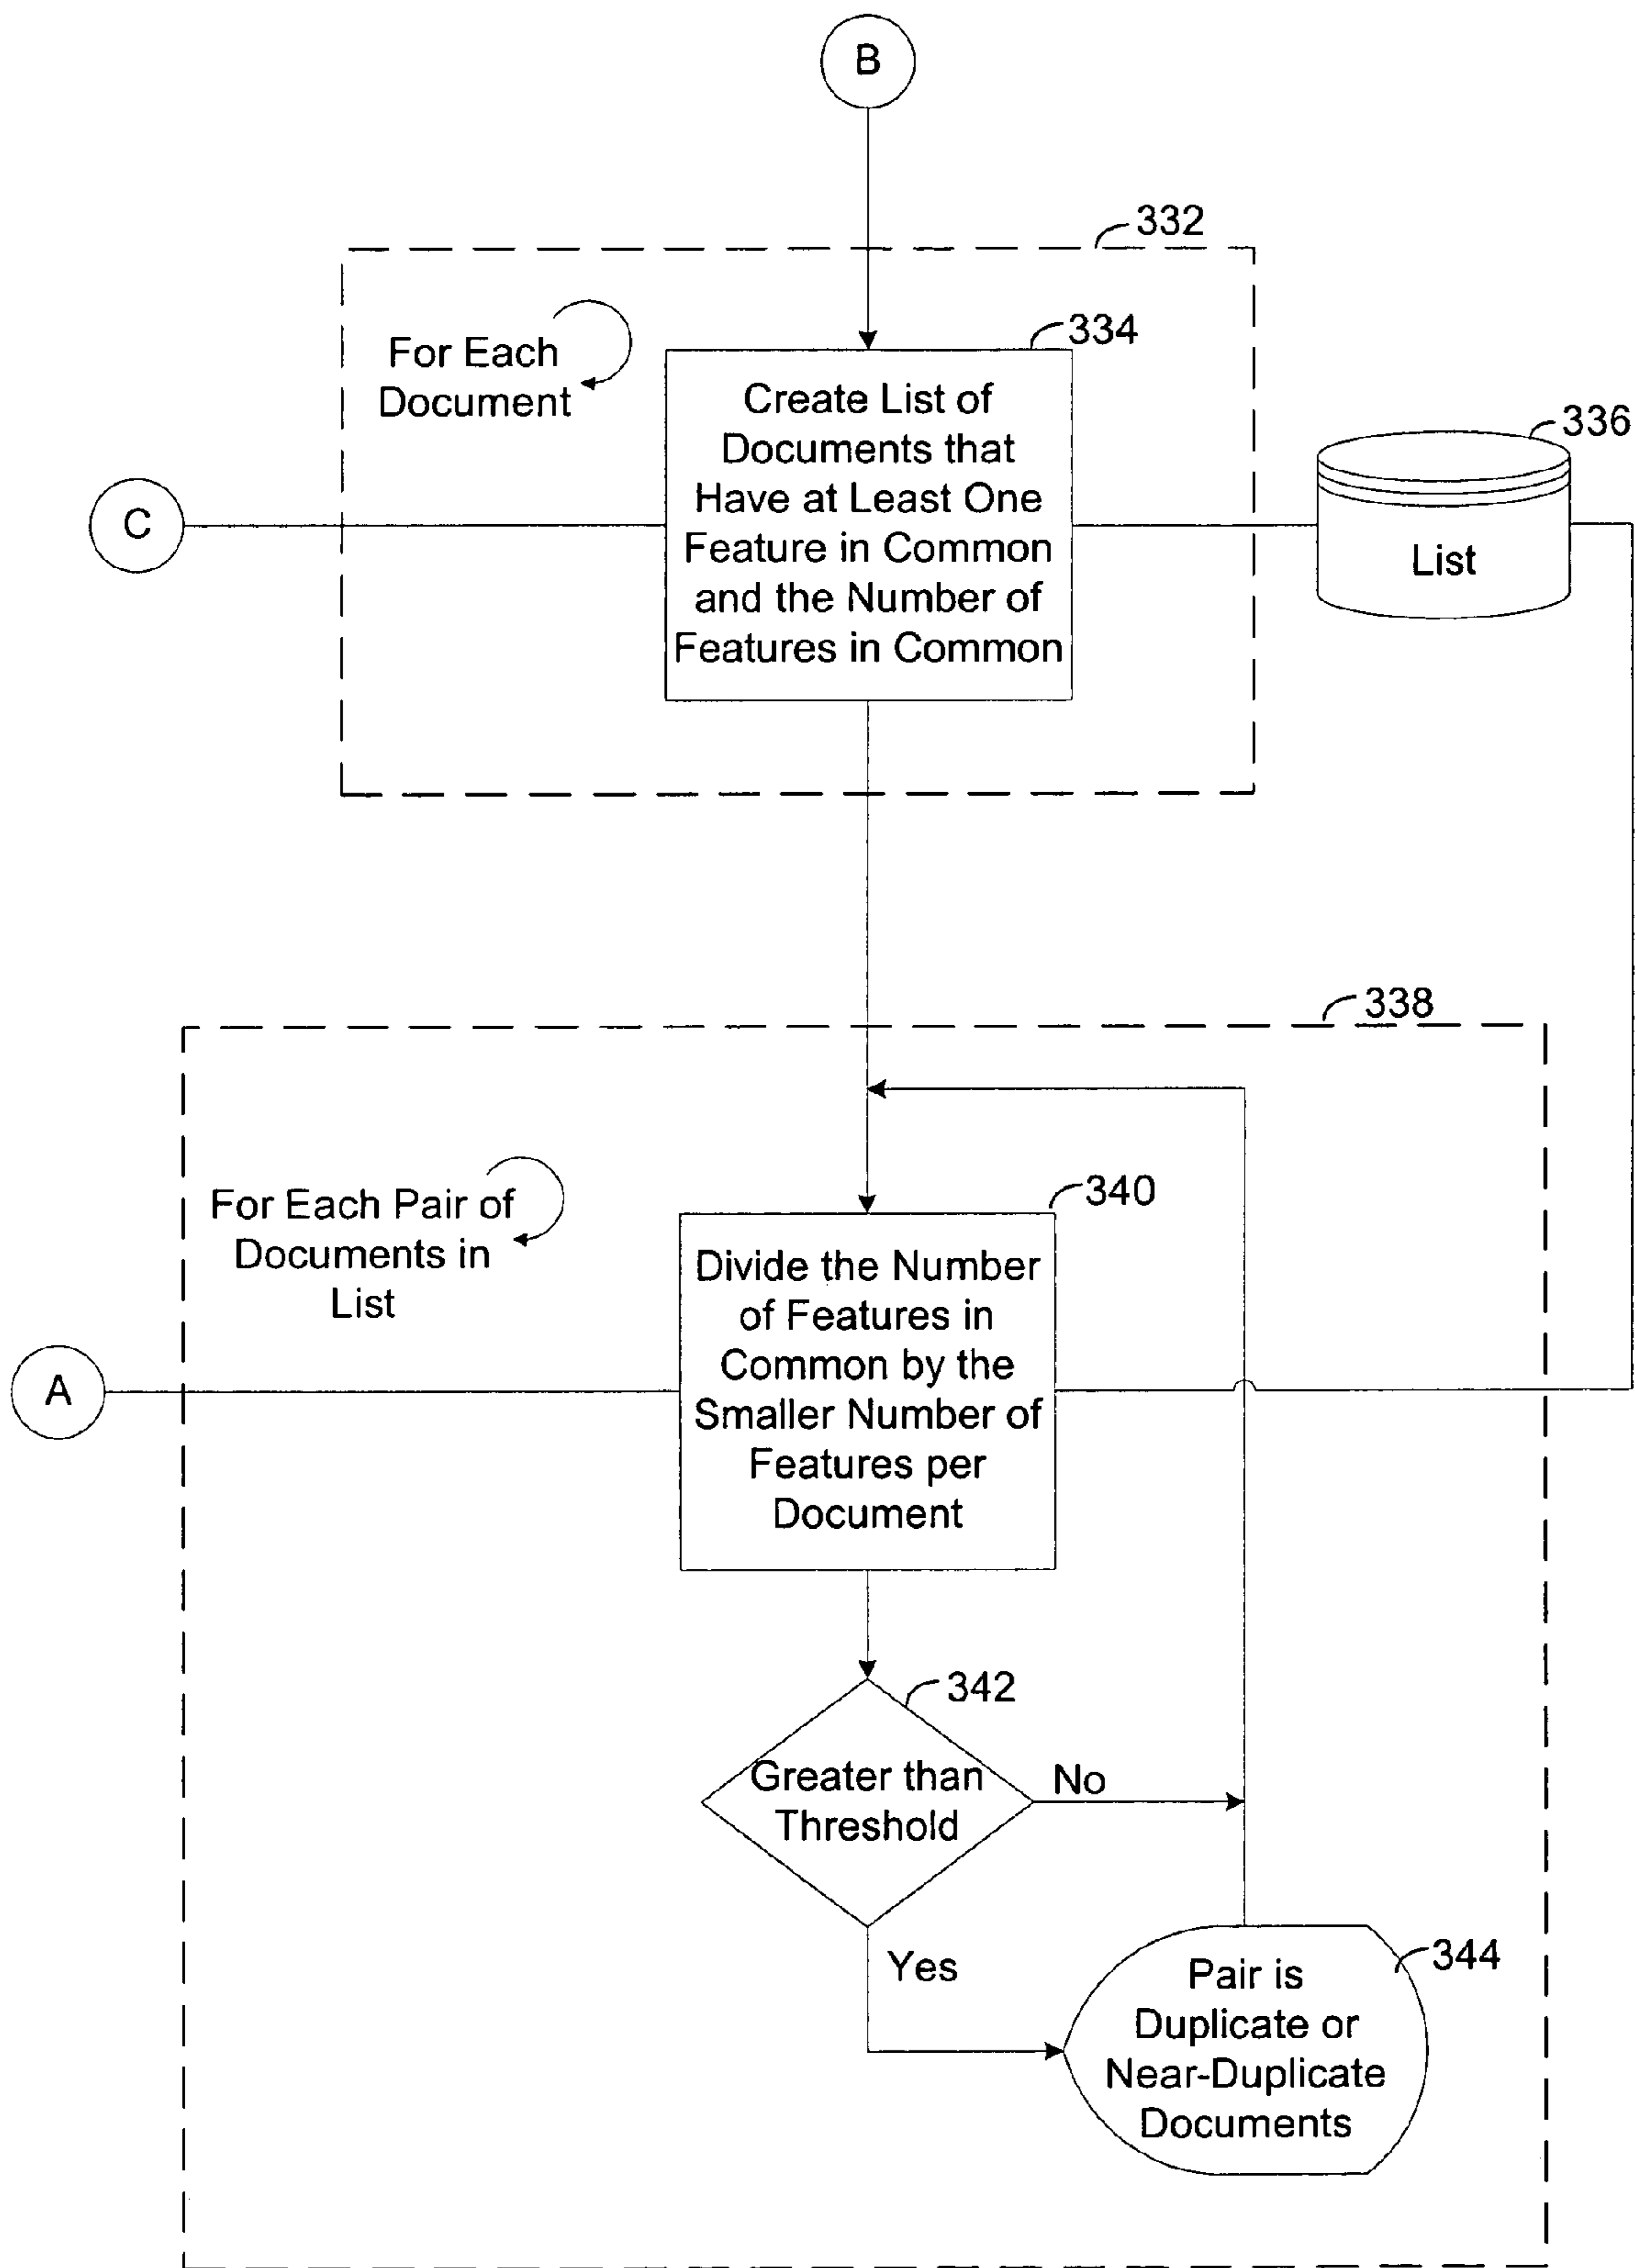 B
332
For Each
Document
334
Create List of
Documents that
Have at Least One
Feature in Common
and the Number of
Features in Common
336
List
C
338
For Each Pair of
Documents in
List
340
Divide the Number
of Features in
Common by the
Smaller Number of
Features per
Document
A
342
Greater than
Threshold
No
Yes
344
Pair is
Duplicate or
Near-Duplicate
Documents